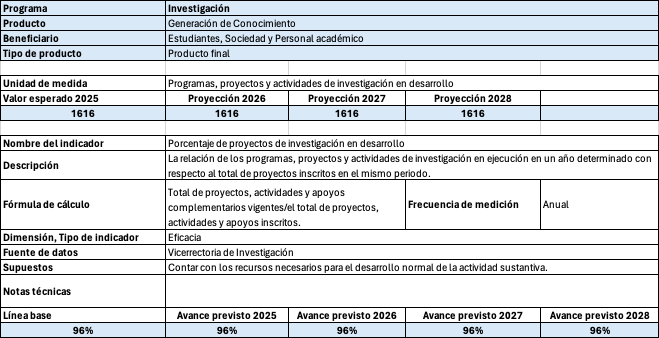 Programa Investigación
Producto Generación de Conocimiento
Beneficiario Estudiantes, Sociedad y Personal académico
Tipo de producto Producto final
Unidad de medida Programas, proyectos y actividades de investigación en desarrollo
Valor esperado 2025 Proyección 2026 Proyección 2027 Proyección 2028
1616 1616 1616 1616
Nombre del indicador Porcentaje de proyectos de investigación en desarrollo
Descripción La relación de los programas, proyectos y actividades de investigación en ejecución en un año determinado con
respecto al total de proyectos inscritos en el mismo periodo.
Fórmula de cálculo Total de proyectos, actividades y apoyos
complementarios vigentes/el total de proyectos,
actividades y apoyos inscritos.
Frecuencia de medición Anual
Dimensión, Tipo de indicador Eficacia
Fuente de datos Vicerrectoria de Investigación
Supuestos Contar con los recursos necesarios para el desarrollo normal de la actividad sustantiva.
Notas técnicas
Línea base Avance previsto 2025 Avance previsto 2026 Avance previsto 2027 Avance previsto 2028
96% 96% 96% 96% 96%